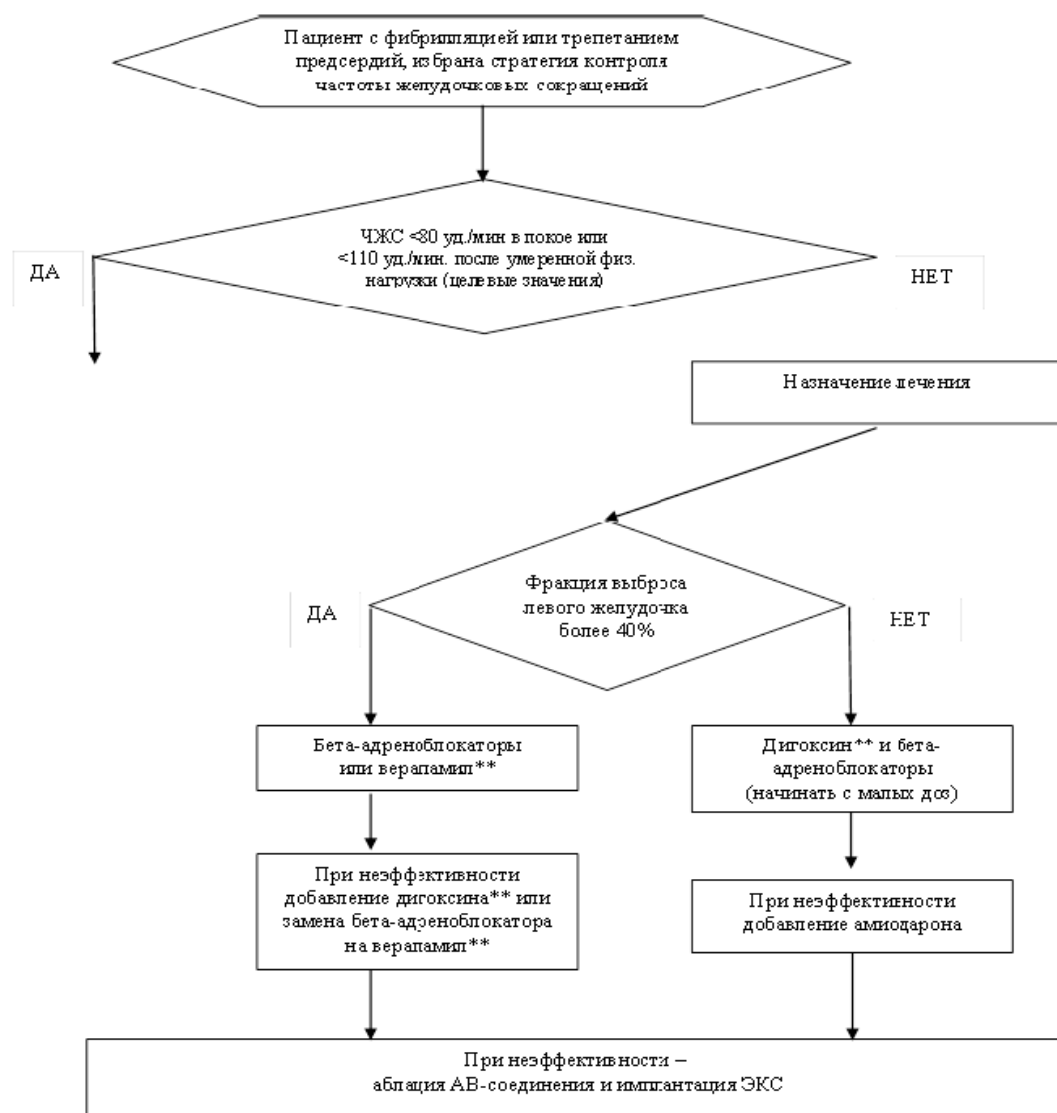 Пациент с фибрилляцией или трепетанием
предсердий, избрана стратегия контроля
частоты желудочковых сокращений
ЧЖС <80 уд./мин в покое или
<110 уд./мин. после умеренной физ.
нагрузки (целевые значения)
ДА
НЕТ
Назначение лечения
Фракция выброса
левого желудочка
более 40%
ДА
НЕТ
Бета-адреноблокаторы
или верапамил**
Дигоксин** и бета-
адреноблокаторы
(начинать с малых доз)
При неэффективности
добавление дигоксина** или
замена бета-адреноблокатора
на верапамил**
При неэффективности
добавление амиодарона
При неэффективности –
аблация АВ-соединения и имплантация ЭКС